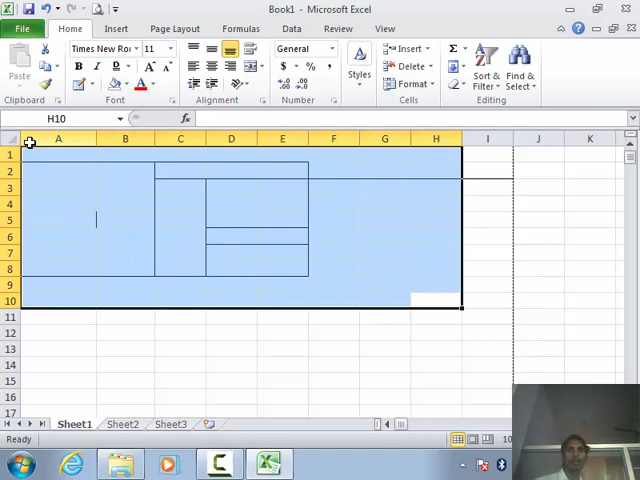 Book1 - Microsoft Excel
File Home Insert Page Layout Formulas Data Review View
Paste
Times New Ror 11
B I U A
General
$ % ,
Styles
Insert
Delete
Format
Σ
Sort & Filter
Find & Select
Clipboard Font Alignment Number Cells Editing
H10 fx
A B C D E F G H I J K
1
2
3
4
5
6
7
8
9
10
11
12
13
14
15
16
17
Sheet1 Sheet2 Sheet3
Ready 10